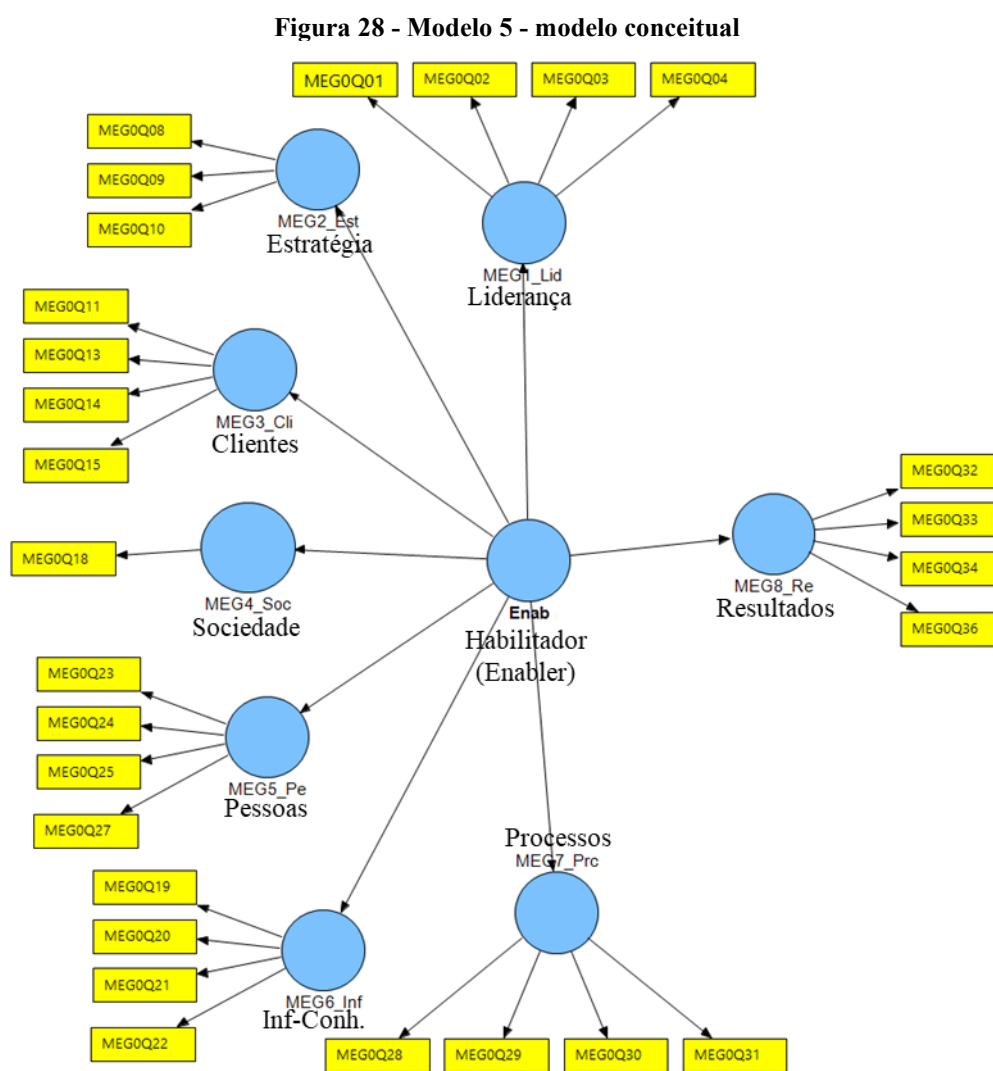 Figura 28 - Modelo 5 - modelo conceitual
MEG0Q01
MEG0Q02
MEG0Q03
MEG0Q04
MEG0Q08
MEG0Q09
MEG0Q10
MEG2_Est
Estratégia
MEG1_Lid
Liderança
MEG0Q11
MEG0Q13
MEG0Q14
MEG0Q15
MEG3_Cli
Clientes
MEG0Q32
MEG0Q33
MEG0Q34
MEG0Q36
MEG8_Re
Resultados
MEG0Q18
MEG4_Soc
Sociedade
Enab
Habilitador
(Enabler)
MEG0Q23
MEG0Q24
MEG0Q25
MEG0Q27
MEG5_Pe
Pessoas
Processos
MEG7_Prc
MEG0Q19
MEG0Q20
MEG0Q21
MEG0Q22
MEG6_Inf
Inf-Conh.
MEG0Q28
MEG0Q29
MEG0Q30
MEG0Q31